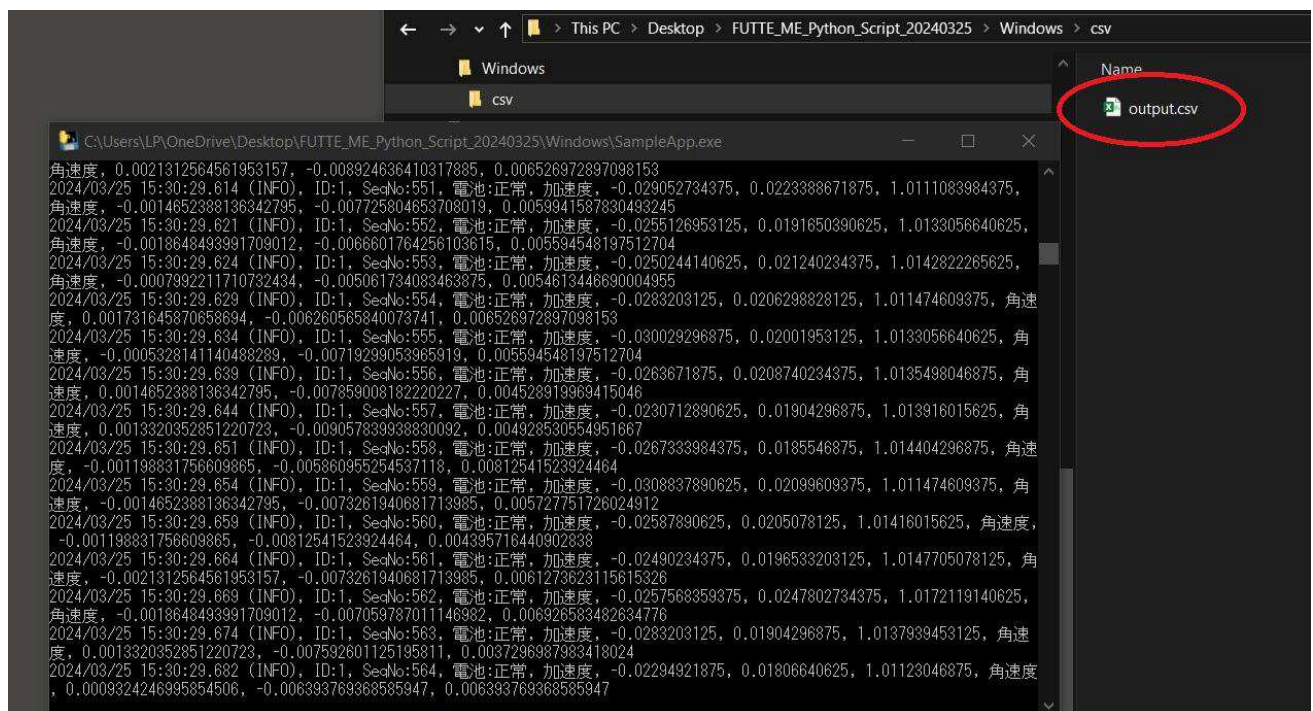 This PC > Desktop > FUTTE_ME_Python_Script_20240325 > Windows > csv
Windows
csv
Name
output.csv
C:\Users\LP\OneDrive\Desktop\FUTTE_ME_Python_Script_20240325\Windows\SampleApp.exe
角速度, 0.0021312564561953157, -0.008924636410317885, 0.006526972897098153
2024/03/25 15:30:29.614 (INFO), ID:1, SeqNo:551, 電池:正常, 加速度, -0.029052734375, 0.0223388671875, 1.0111083984375,
角速度, -0.0014652388136342795, -0.007725804653708019, 0.0059941587830493245
2024/03/25 15:30:29.621 (INFO), ID:1, SeqNo:552, 電池:正常, 加速度, -0.0255126953125, 0.0191650390625, 1.0133056640625,
角速度, -0.0018648493991709012, -0.0066601764256103615, 0.005594548197512704
2024/03/25 15:30:29.624 (INFO), ID:1, SeqNo:553, 電池:正常, 加速度, -0.0250244140625, 0.021240234375, 1.0142822265625,
角速度, -0.0007992211710732434, -0.005061734083463875, 0.0054613446690004955
2024/03/25 15:30:29.629 (INFO), ID:1, SeqNo:554, 電池:正常, 加速度, -0.0283203125, 0.0206298828125, 1.011474609375, 角速
度, 0.001731645870658694, -0.006260565840073741, 0.006526972897098153
2024/03/25 15:30:29.634 (INFO), ID:1, SeqNo:555, 電池:正常, 加速度, -0.030029296875, 0.02001953125, 1.0133056640625, 角
速度, -0.0005328141140488289, -0.00719299053965919, 0.005594548197512704
2024/03/25 15:30:29.639 (INFO), ID:1, SeqNo:556, 電池:正常, 加速度, -0.0263671875, 0.0208740234375, 1.0135498046875, 角
速度, 0.0014652388136342795, -0.007859008182220227, 0.004528919969415046
2024/03/25 15:30:29.644 (INFO), ID:1, SeqNo:557, 電池:正常, 加速度, -0.0230712890625, 0.01904296875, 1.013916015625, 角
速度, 0.0013320352851220723, -0.009057839938830092, 0.004928530554951667
2024/03/25 15:30:29.651 (INFO), ID:1, SeqNo:558, 電池:正常, 加速度, -0.0267333984375, 0.0185546875, 1.014404296875, 角速
度, -0.001198831756609865, -0.005860955254537118, 0.00812541523924464
2024/03/25 15:30:29.654 (INFO), ID:1, SeqNo:559, 電池:正常, 加速度, -0.0308837890625, 0.02099609375, 1.011474609375, 角
速度, -0.0014652388136342795, -0.0073261940681713985, 0.005727751726024912
2024/03/25 15:30:29.659 (INFO), ID:1, SeqNo:560, 電池:正常, 加速度, -0.02587890625, 0.0205078125, 1.01416015625, 角速度,
-0.001198831756609865, -0.00812541523924464, 0.004395716440902838
2024/03/25 15:30:29.664 (INFO), ID:1, SeqNo:561, 電池:正常, 加速度, -0.02490234375, 0.0196533203125, 1.0147705078125, 角
速度, -0.0021312564561953157, -0.0073261940681713985, 0.0061273623115615326
2024/03/25 15:30:29.669 (INFO), ID:1, SeqNo:562, 電池:正常, 加速度, -0.0257568359375, 0.0247802734375, 1.0172119140625,
角速度, -0.0018648493991709012, -0.007059787011146982, 0.006926583482634776
2024/03/25 15:30:29.674 (INFO), ID:1, SeqNo:563, 電池:正常, 加速度, -0.0283203125, 0.01904296875, 1.0137939453125, 角速
度, 0.0013320352851220723, -0.007592601125195811, 0.0037296987983418024
2024/03/25 15:30:29.682 (INFO), ID:1, SeqNo:564, 電池:正常, 加速度, -0.02294921875, 0.01806640625, 1.01123046875, 角速度
, 0.0009324246995854506, -0.006393769368585947, 0.006393769368585947